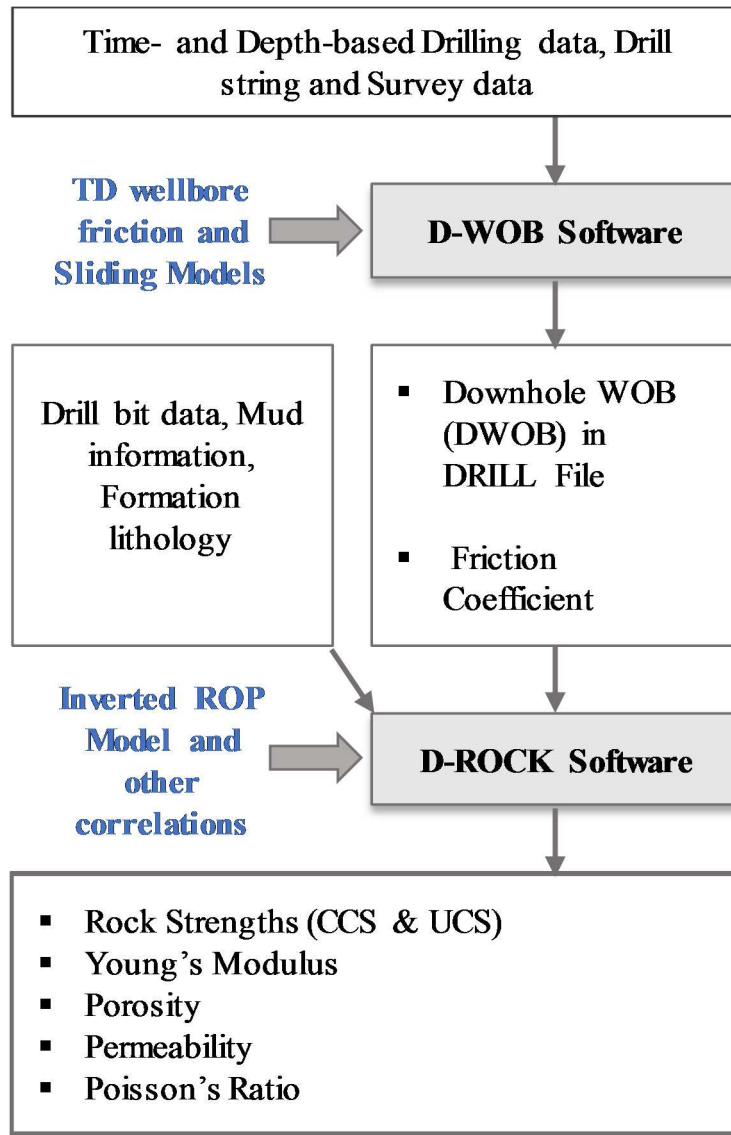 Time- and Depth-based Drilling data, Drill
string and Survey data
TD wellbore
friction and
Sliding Models
D-WOB Software
Drill bit data, Mud
information,
Formation
lithology
▪ Downhole WOB
(DWOB) in
DRILL File
▪ Friction
Coefficient
Inverted ROP
Model and
other
correlations
D-ROCK Software
▪ Rock Strengths (CCS & UCS)
▪ Young’s Modulus
▪ Porosity
▪ Permeability
▪ Poisson’s Ratio